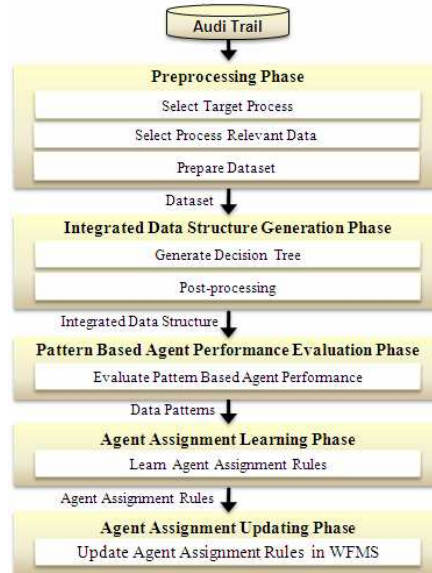 Audi Trail
Preprocessing Phase
Select Target Process
Select Process Relevant Data
Prepare Dataset
Dataset
Integrated Data Structure Generation Phase
Generate Decision Tree
Post-processing
Integrated Data Structure
Pattern Based Agent Performance Evaluation Phase
Evaluate Pattern Based Agent Performance
Data Patterns
Agent Assignment Learning Phase
Learn Agent Assignment Rules
Agent Assignment Rules
Agent Assignment Updating Phase
Update Agent Assignment Rules in WFMS